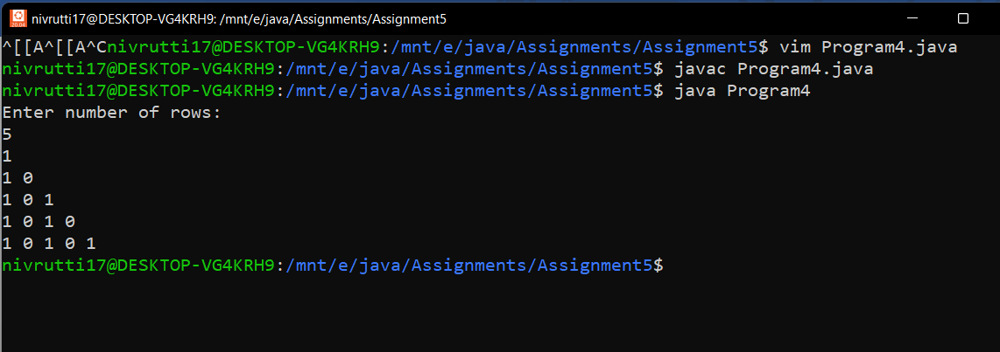 20.04 nivrutti17@DESKTOP-VG4KRH9: /mnt/e/java/Assignments/Assignment5
^[[A^[[A^Cnivrutti17@DESKTOP-VG4KRH9:/mnt/e/java/Assignments/Assignment5$ vim Program4.java
nivrutti17@DESKTOP-VG4KRH9:/mnt/e/java/Assignments/Assignment5$ javac Program4.java
nivrutti17@DESKTOP-VG4KRH9:/mnt/e/java/Assignments/Assignment5$ java Program4
Enter number of rows:
5
1
1 0
1 0 1
1 0 1 0
1 0 1 0 1
nivrutti17@DESKTOP-VG4KRH9:/mnt/e/java/Assignments/Assignment5$